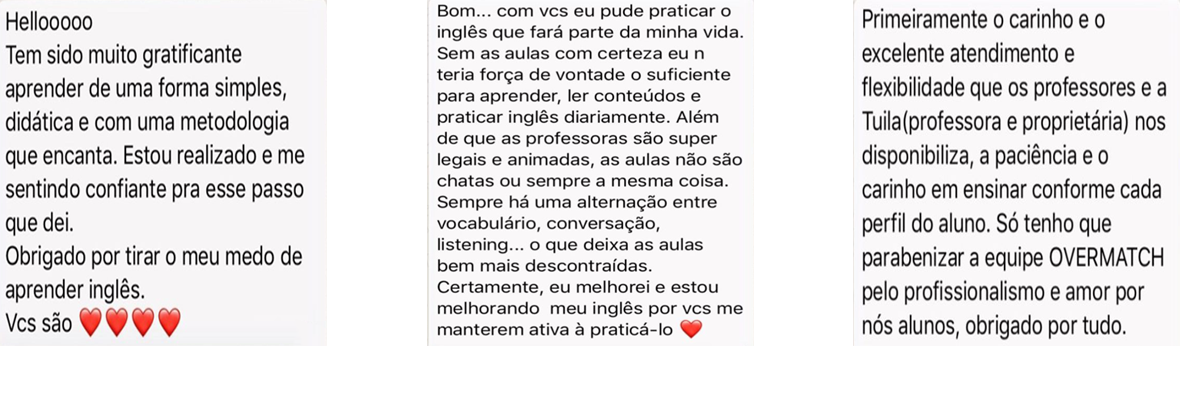 Hellooooo
Tem sido muito gratificante
aprender de uma forma simples,
didática e com uma metodologia
que encanta. Estou realizado e me
sentindo confiante pra esse passo
que dei.
Obrigado por tirar o meu medo de
aprender inglês.
Vcs são ❤️❤️❤️❤️
Bom... com vcs eu pude praticar o
inglês que fará parte da minha vida.
Sem as aulas com certeza eu n
teria força de vontade o suficiente
para aprender, ler conteúdos e
praticar inglês diariamente. Além
de que as professoras são super
legais e animadas, as aulas não são
chatas ou sempre a mesma coisa.
Sempre há uma alternação entre
vocabulário, conversação,
listening... o que deixa as aulas
bem mais descontraídas.
Certamente, eu melhorei e estou
melhorando  meu inglês por vcs me
manterem ativa à praticá-lo ❤️
Primeiramente o carinho e o
excelente atendimento e
flexibilidade que os professores e a
Tuila(professora e proprietária) nos
disponibiliza, a paciência e o
carinho em ensinar conforme cada
perfil do aluno. Só tenho que
parabenizar a equipe OVERMATCH
pelo profissionalismo e amor por
nós alunos, obrigado por tudo.